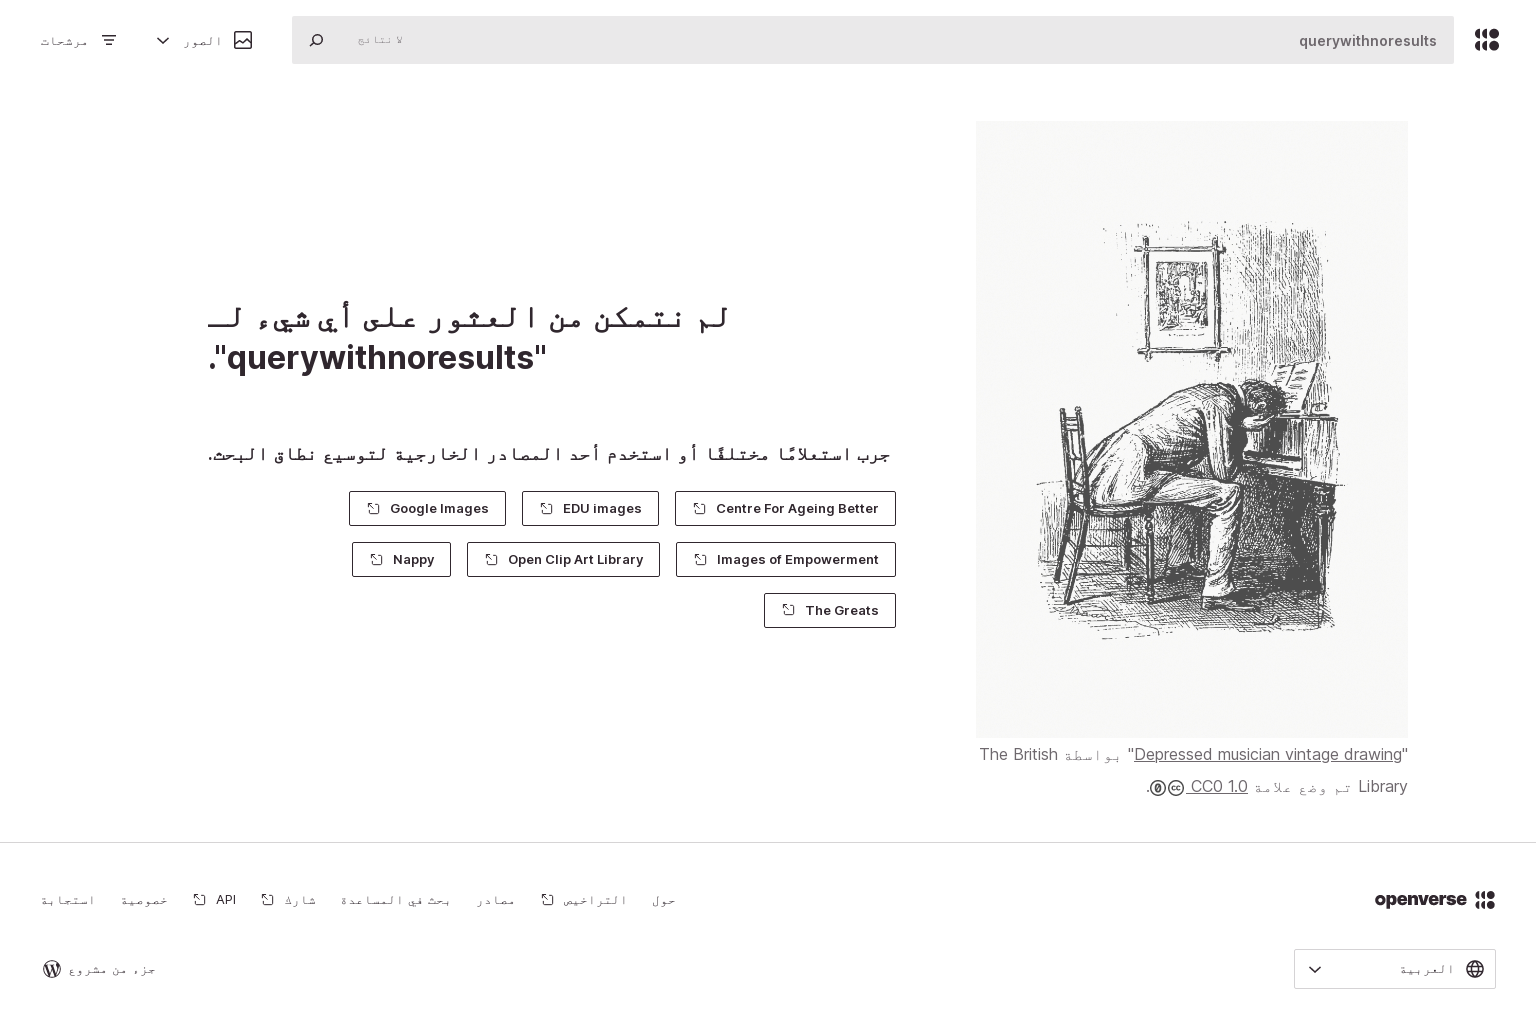 querywithnoresults
لا نتائج
الصور
مرشحات
لم نتمكن من العثور على أي شيء لـ
"querywithnoresults".
جرب استعلامًا مختلفًا أو استخدم أحد المصادر الخارجية لتوسيع نطاق البحث.
Centre For Ageing Better
EDU images
Google Images
Images of Empowerment
Open Clip Art Library
Nappy
The Greats
"Depressed musician vintage drawing" بواسطة The British
Library تم وضع علامة CC0 1.0.
openverse
حول
التراخيص
مصادر
بحث في المساعدة
شارك
API
خصوصية
استجابة
العربية
جزء من مشروع